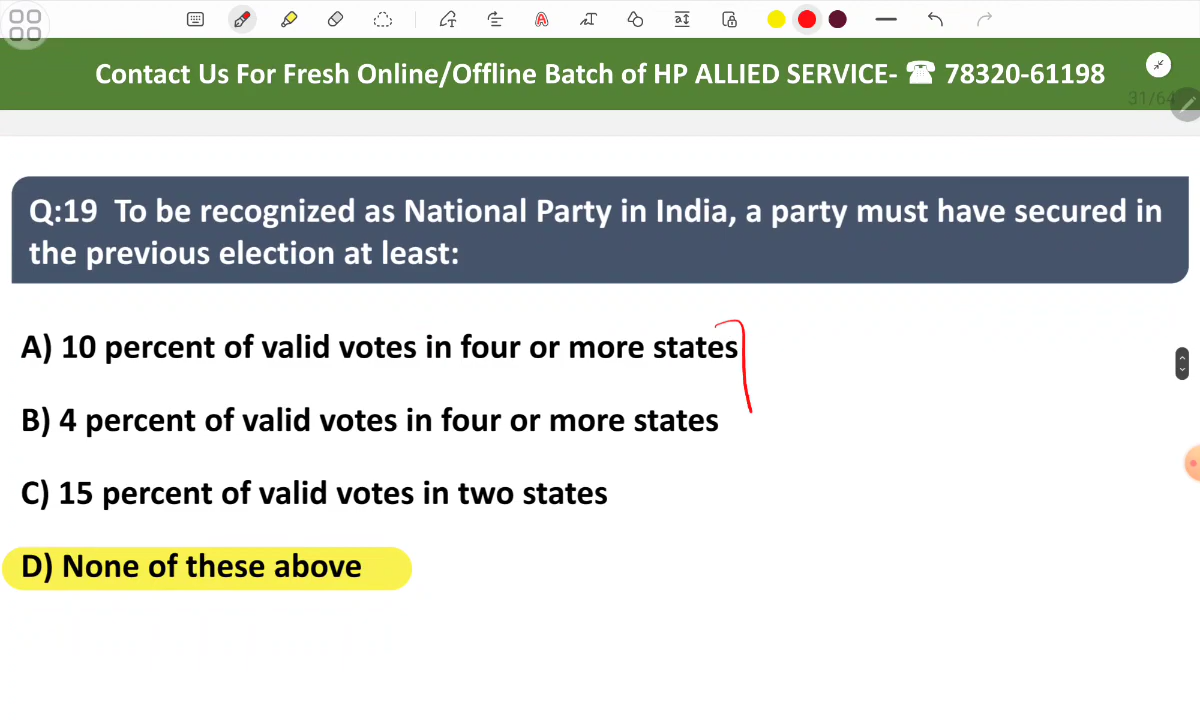 Contact Us For Fresh Online/Offline Batch of HP ALLIED SERVICE- ☎ 78320-61198
31/64
Q:19 To be recognized as National Party in India, a party must have secured in
the previous election at least:
A) 10 percent of valid votes in four or more states
B) 4 percent of valid votes in four or more states
C) 15 percent of valid votes in two states
D) None of these above